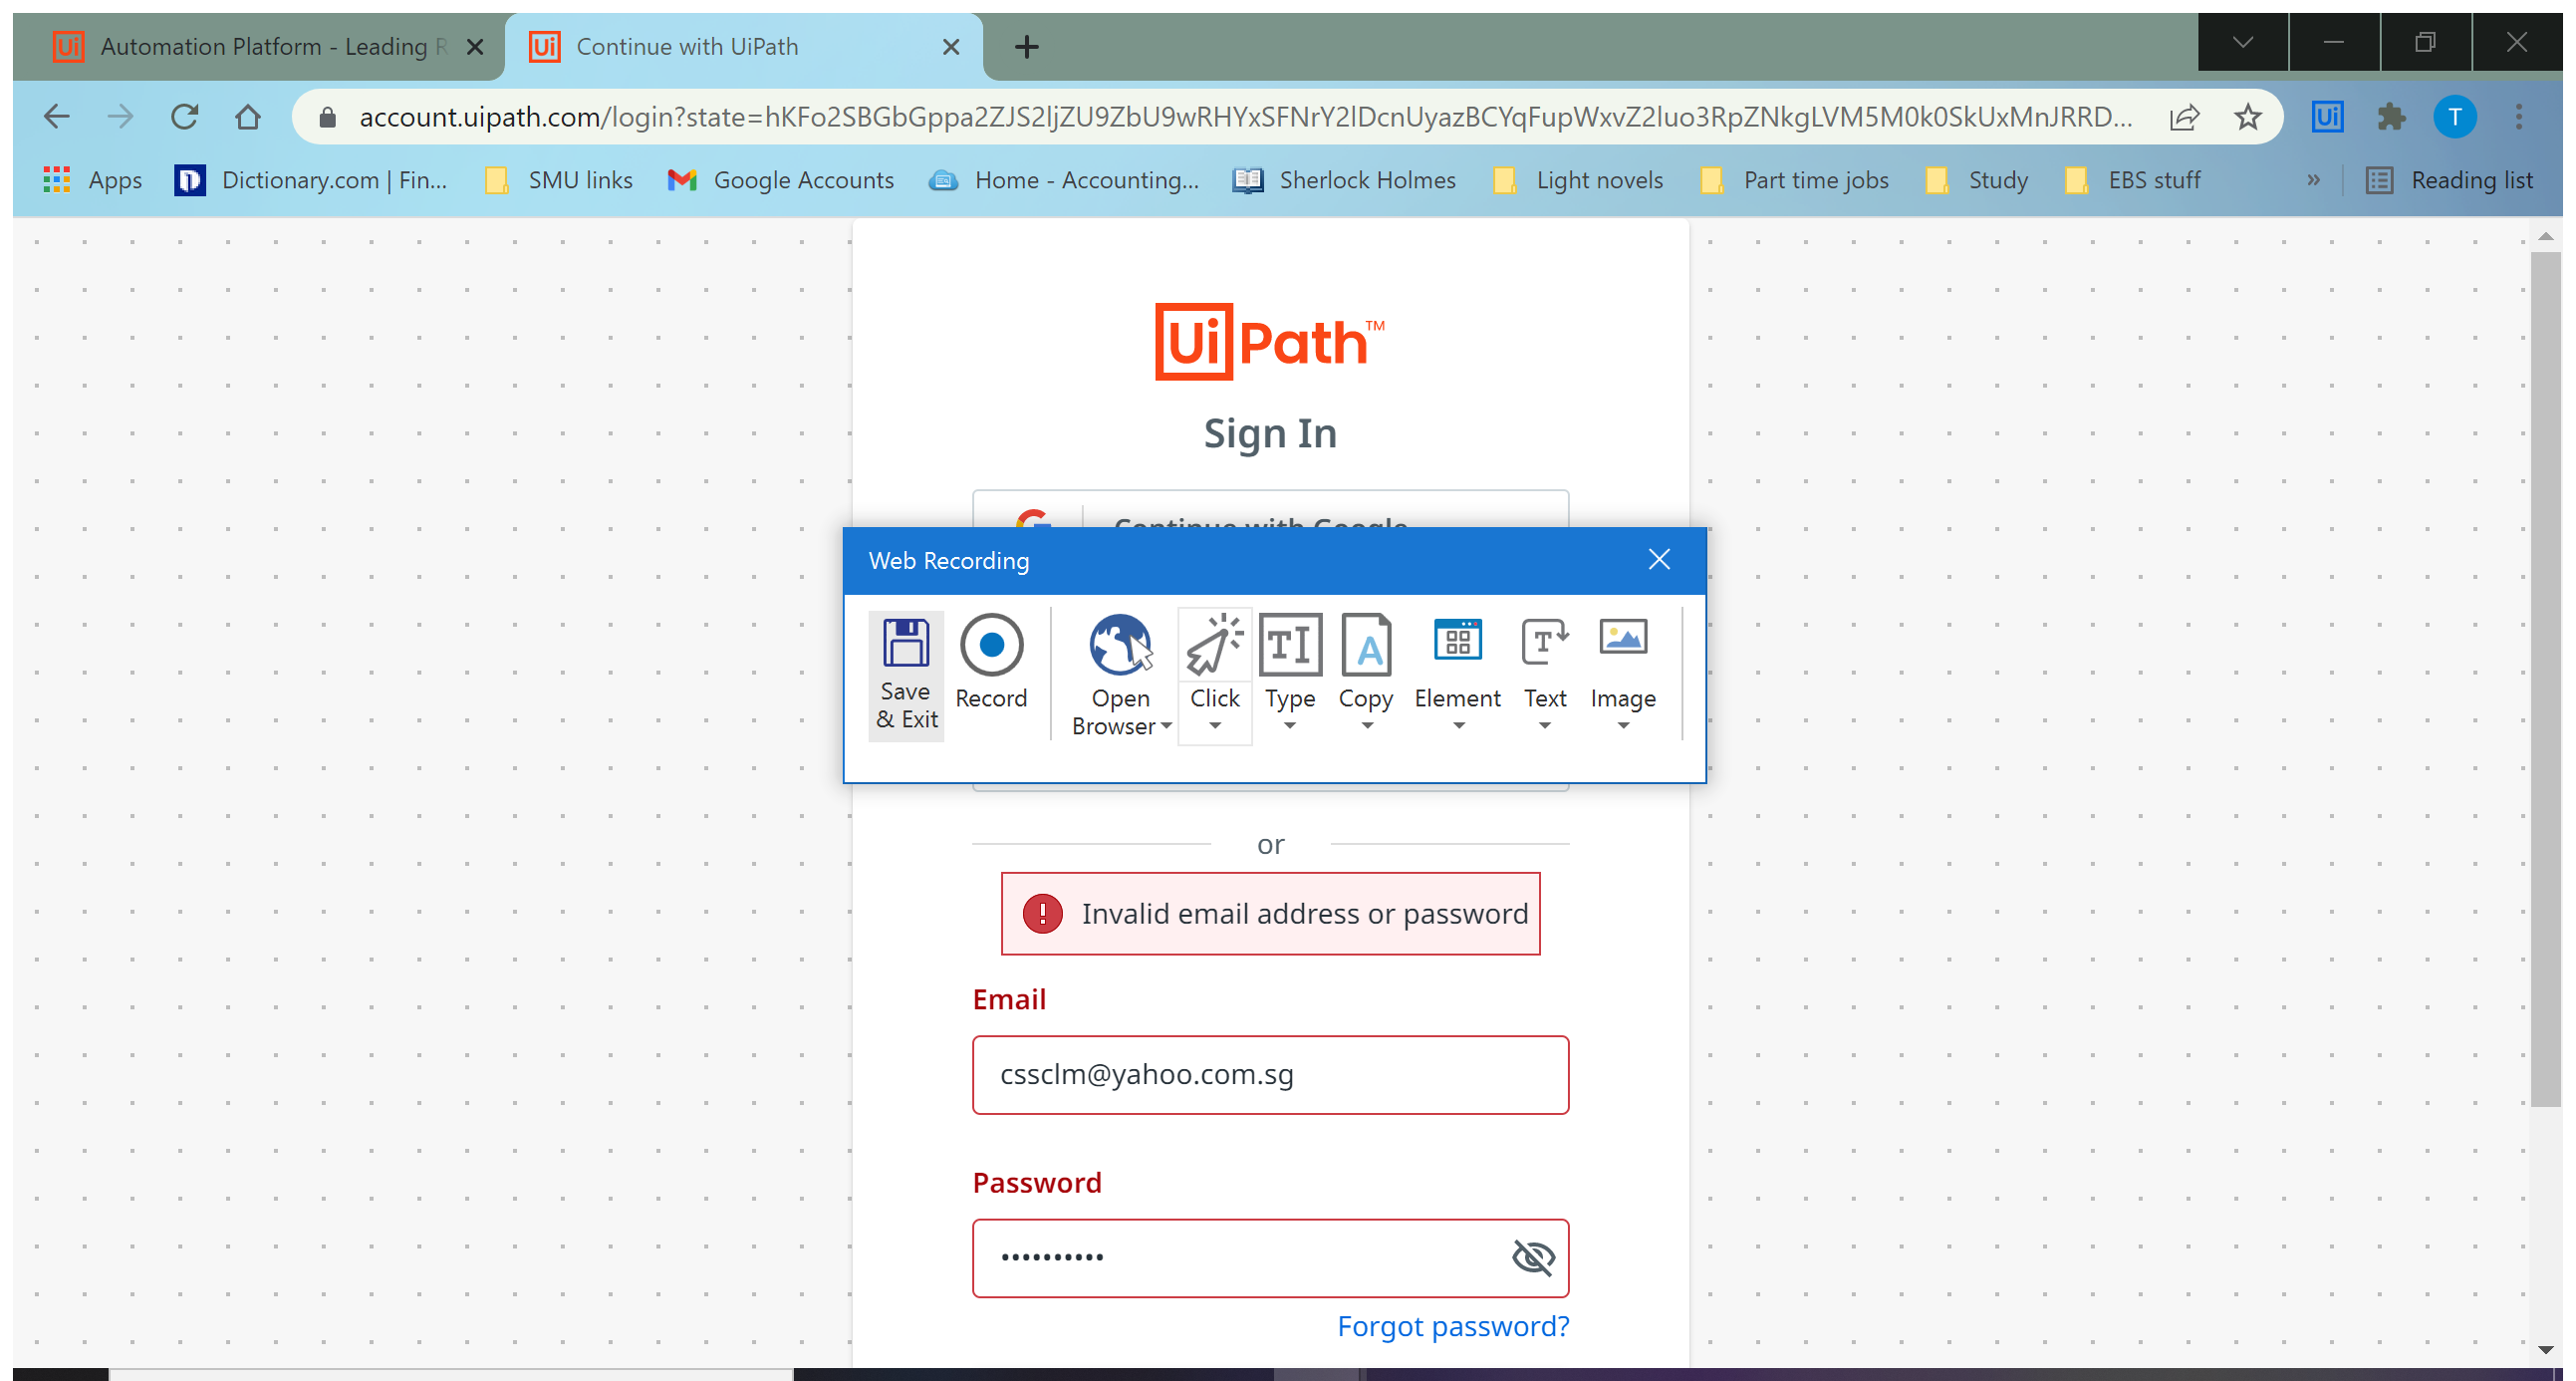 Ui Automation Platform - Leading R
Ui Continue with UiPath
account.uipath.com/login?state=hKFo2SBGbGppa2ZJS2ljZU9ZbU9wRHYxSFNrY2lDcnUyazBCYqFupWxvZ2luo3RpZNkgLVM5M0k0SkUxMnJRRD...
Ui
T
Apps
Dictionary.com | Fin...
SMU links
Google Accounts
Home - Accounting...
Sherlock Holmes
Light novels
Part time jobs
Study
EBS stuff
»
Reading list
UiPath™
Sign In
Continue with Google
Web Recording
Save & Exit
Record
Open Browser
Click
Type
Copy
Element
Text
Image
or
Invalid email address or password
Email
cssclm@yahoo.com.sg
Password
••••••••••
Forgot password?